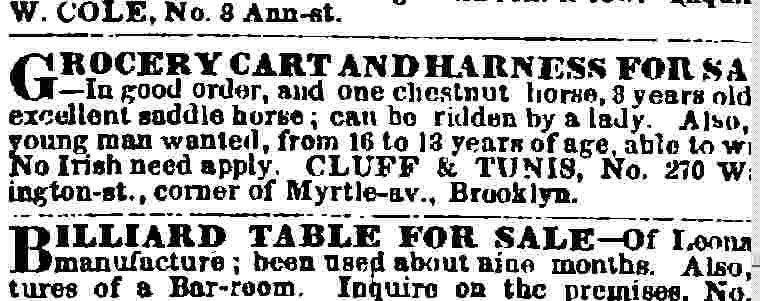 W. COLE, No. 8 Ann-st.
GROCERY CART AND HARNESS FOR SA
—In good order, and one chestnut horse, 8 years old
excellent saddle horse; can be ridden by a lady. Also,
young man wanted, from 16 to 18 years of age, able to
No Irish need apply. CLUFF & TUNIS, No. 270 
ington-st., corner of Myrtle-av., Brooklyn.
BILLIARD TABLE FOR SALE—Of Leona
manufacture; been used about nine months. Also,
tures of a Bar-room. Inquire on the premises, No.